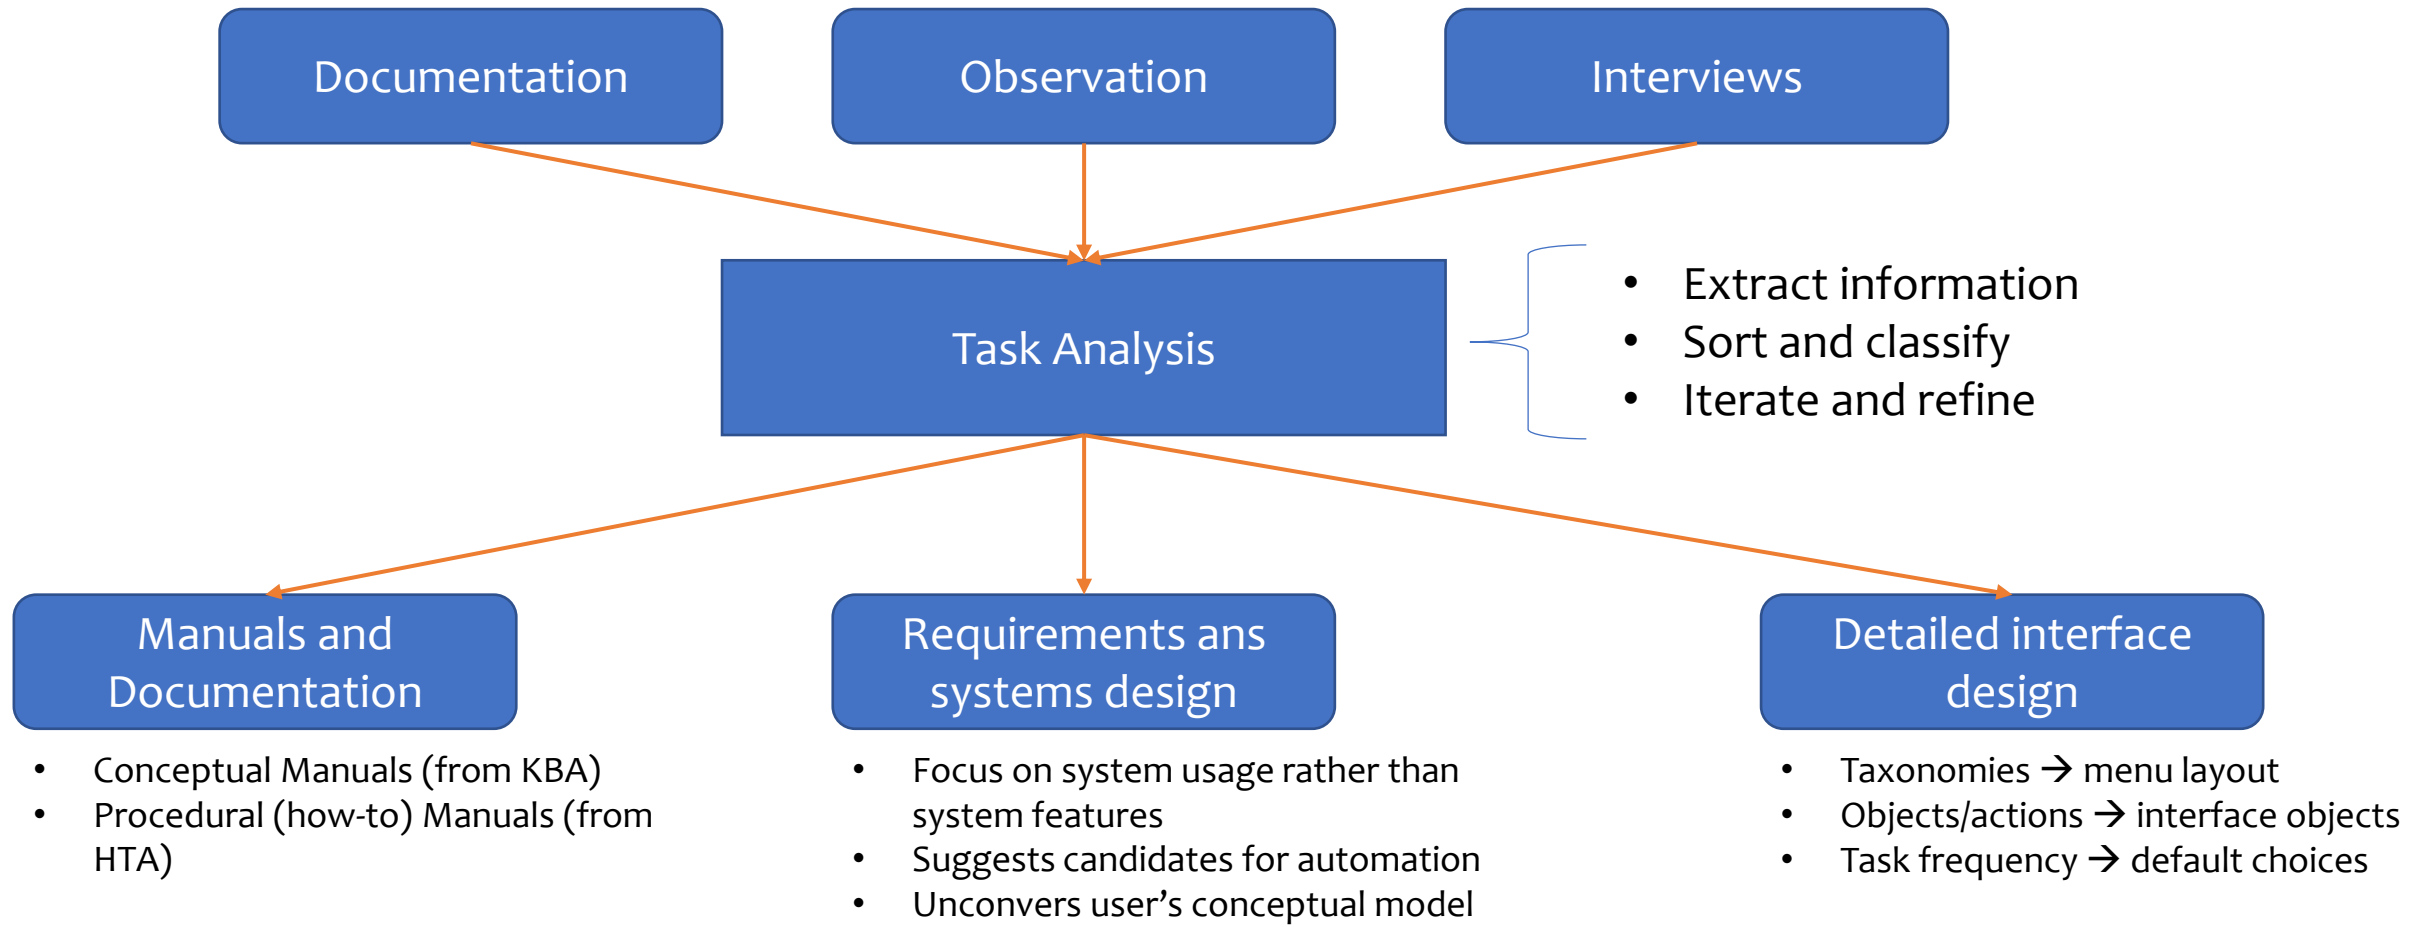 Documentation
Observation
Interviews
Task Analysis
• Extract information
• Sort and classify
• Iterate and refine
Manuals and
Documentation
• Conceptual Manuals (from KBA)
• Procedural (how-to) Manuals (from
HTA)
Requirements ans
systems design
• Focus on system usage rather than
system features
• Suggests candidates for automation
• Unconvers user’s conceptual model
Detailed interface
design
• Taxonomies → menu layout
• Objects/actions → interface objects
• Task frequency → default choices